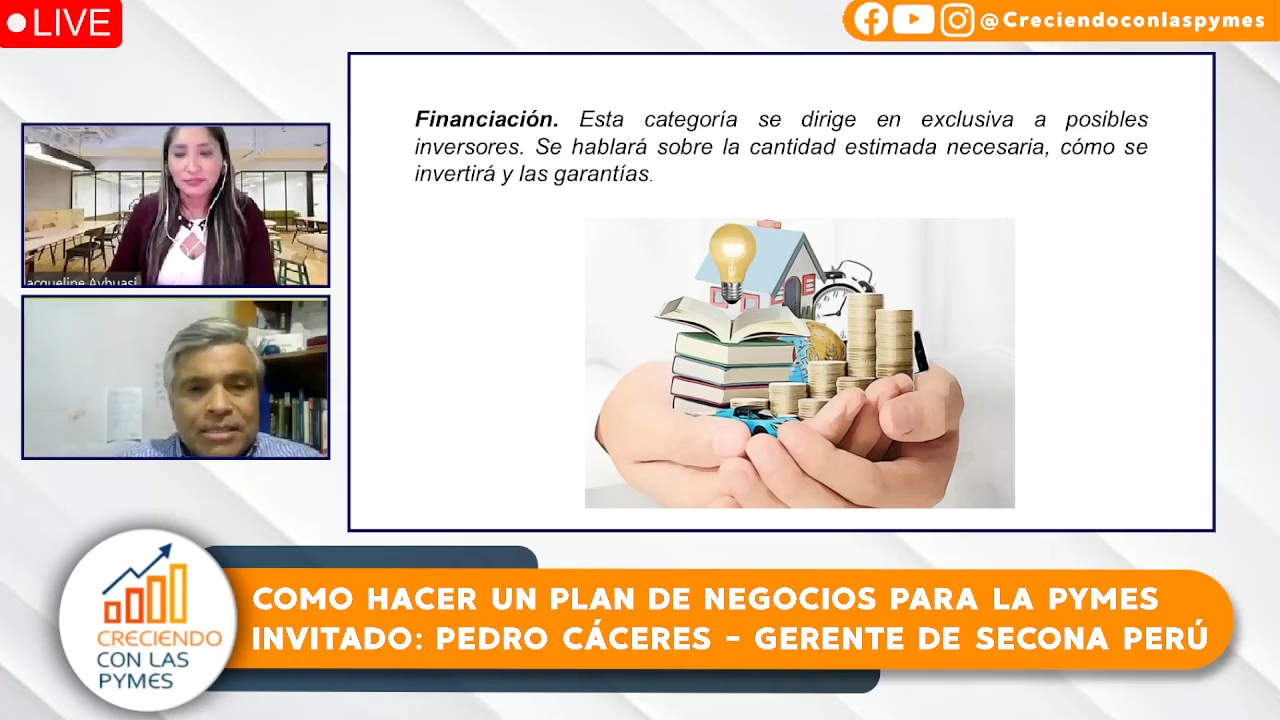 LIVE
@Creciendoconlaspymes
Financiación. Esta categoría se dirige en exclusiva a posibles
inversores. Se hablará sobre la cantidad estimada necesaria, cómo se
invertirá y las garantías.
Jacqueline Ayhuasi
CRECIENDO
CON LAS
PYMES
COMO HACER UN PLAN DE NEGOCIOS PARA LA PYMES
INVITADO: PEDRO CÁCERES - GERENTE DE SECONA PERÚ